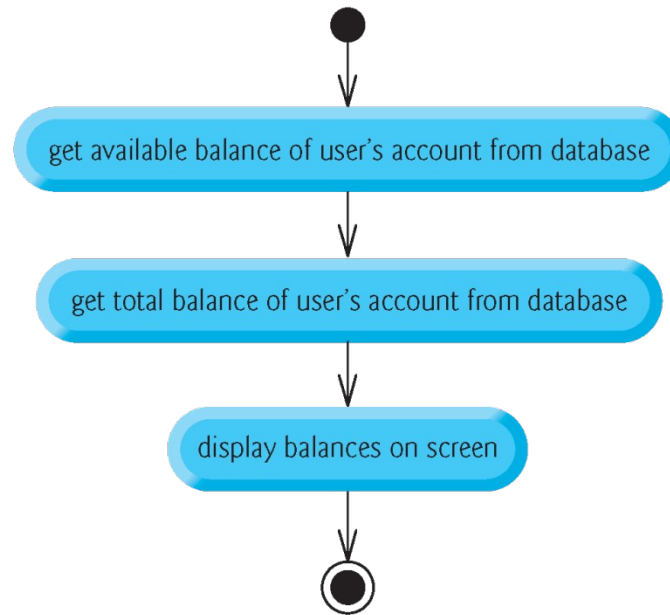 get available balance of user’s account from database
get total balance of user’s account from database
display balances on screen